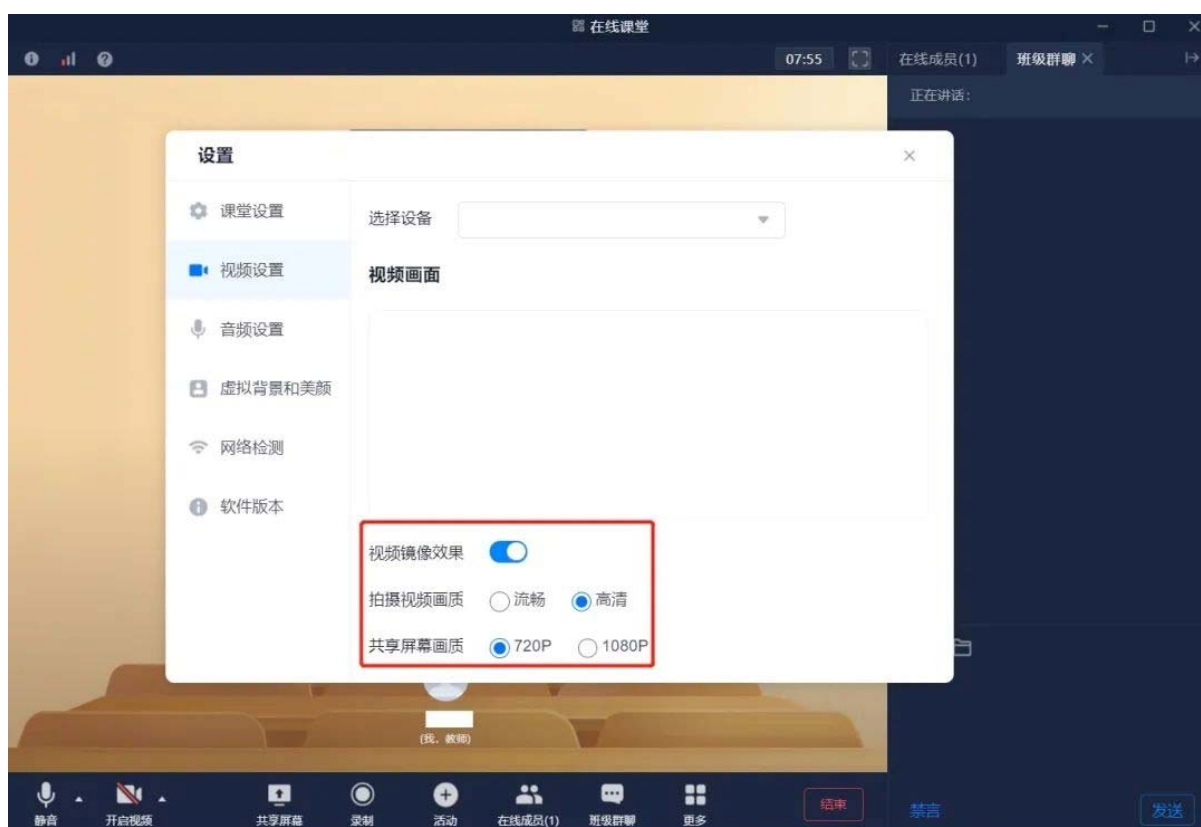 在线课堂
07:55
在线成员(1)
班级群聊
正在讲话:
设置
课堂设置
视频设置
音频设置
虚拟背景和美颜
网络检测
软件版本
选择设备
视频画面
视频镜像效果
拍摄视频画质 流畅 高清
共享屏幕画质 720P 1080P
(我，教师)
静音
开启视频
共享屏幕
录制
活动
在线成员(1)
班级群聊
更多
结束
禁言
发送